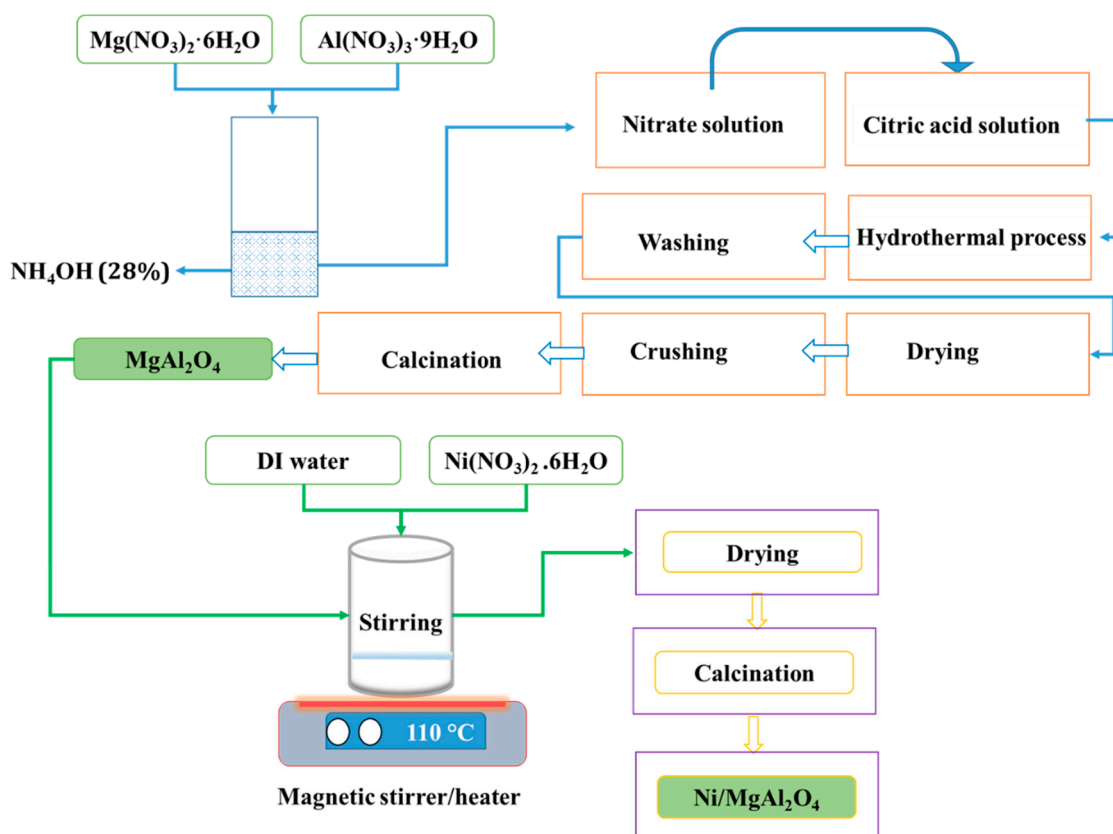 Mg(NO₃)₂·6H₂O
Al(NO₃)₃·9H₂O
Nitrate solution
Citric acid solution
NH₄OH (28%)
Washing
Hydrothermal process
MgAl₂O₄
Calcination
Crushing
Drying
DI water
Ni(NO₃)₂ .6H₂O
Stirring
110 °C
Magnetic stirrer/heater
Drying
Calcination
Ni/MgAl₂O₄